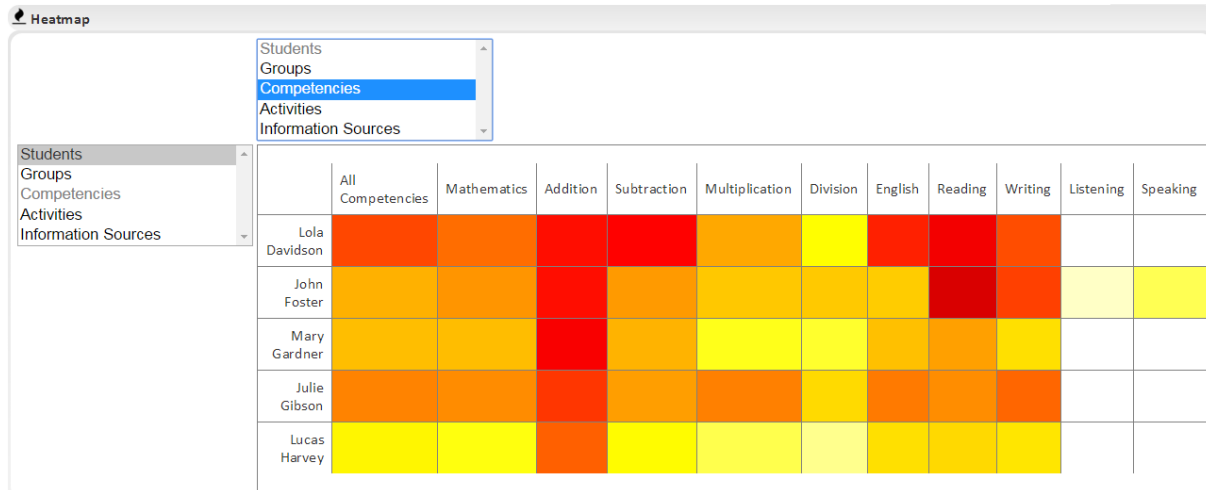 Heatmap
Students
Groups
Competencies
Activities
Information Sources
Students
Groups
Competencies
Activities
Information Sources
All
Competencies
Mathematics
Addition
Subtraction
Multiplication
Division
English
Reading
Writing
Listening
Speaking
Lola
Davidson
John
Foster
Mary
Gardner
Julie
Gibson
Lucas
Harvey